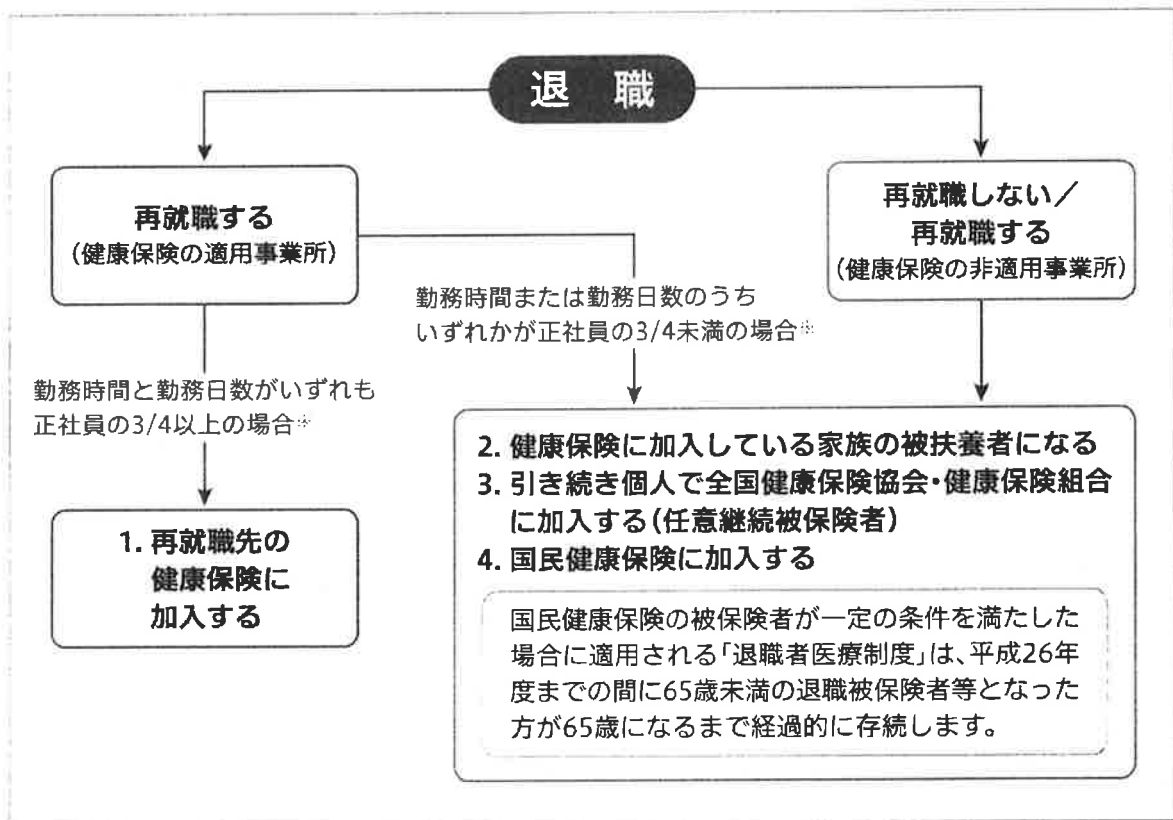 退 職
再就職する
(健康保険の適用事業所)
再就職しない/
再就職する
(健康保険の非適用事業所)
勤務時間または勤務日数のうち
いずれかが正社員の3/4未満の場合※
勤務時間と勤務日数がいずれも
正社員の3/4以上の場合※
1. 再就職先の
健康保険に
加入する
2. 健康保険に加入している家族の被扶養者になる
3. 引き続き個人で全国健康保険協会・健康保険組合
に加入する(任意継続被保険者)
4. 国民健康保険に加入する
国民健康保険の被保険者が一定の条件を満たした
場合に適用される「退職者医療制度」は、平成26年
度までの間に65歳未満の退職被保険者等となった
方が65歳になるまで経過的に存続します。